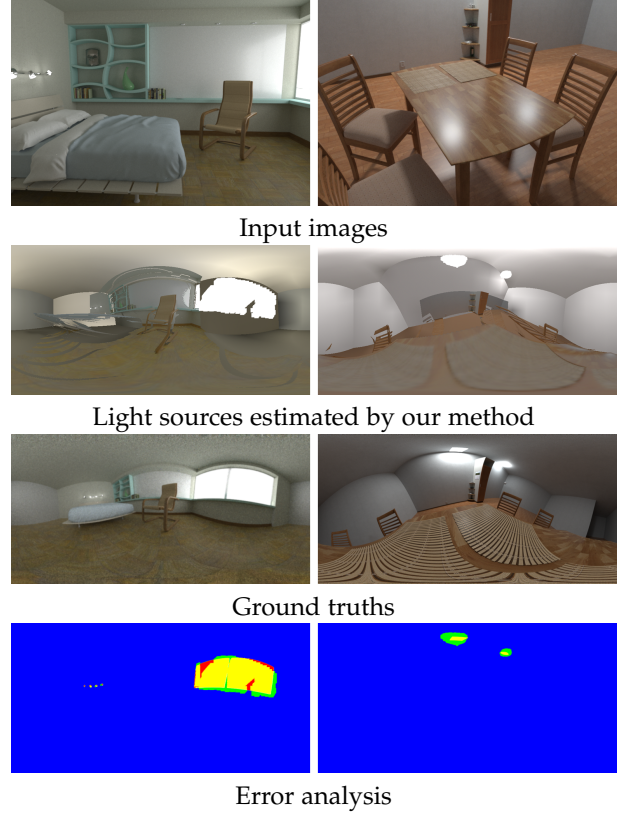 Input images
Light sources estimated by our method
Ground truths
Error analysis